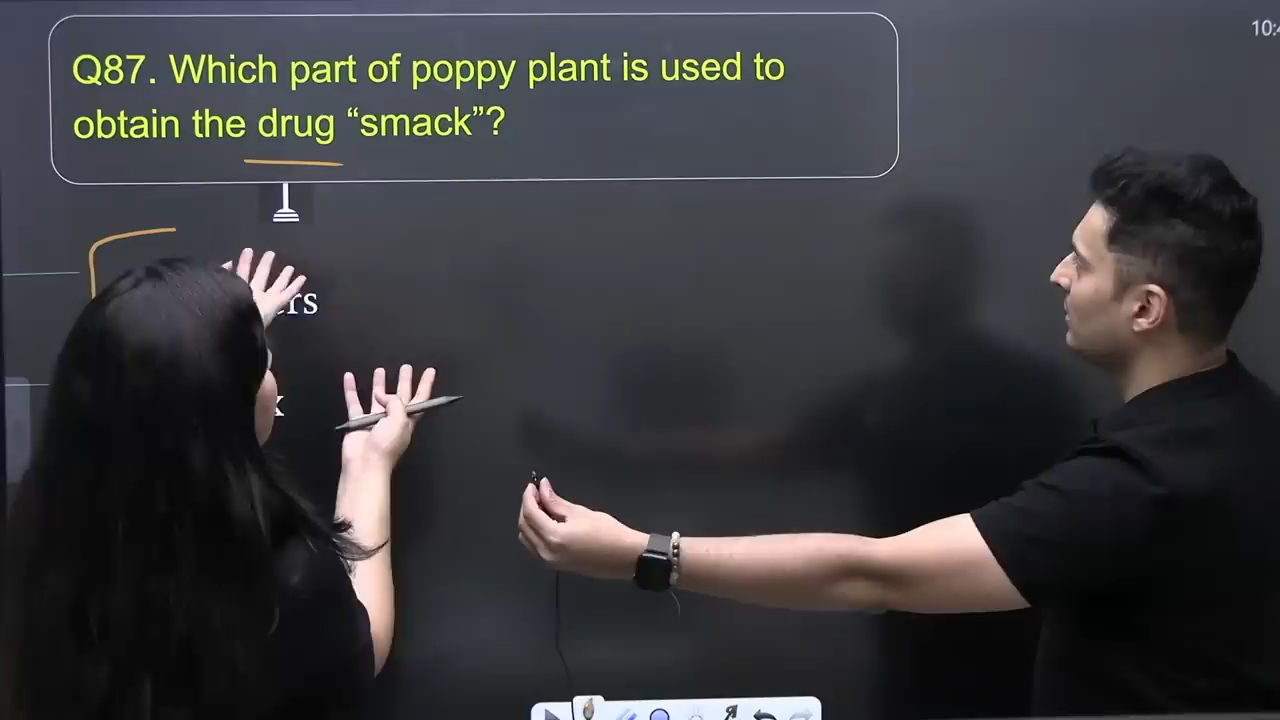 Q87. Which part of poppy plant is used to
obtain the drug “smack”?